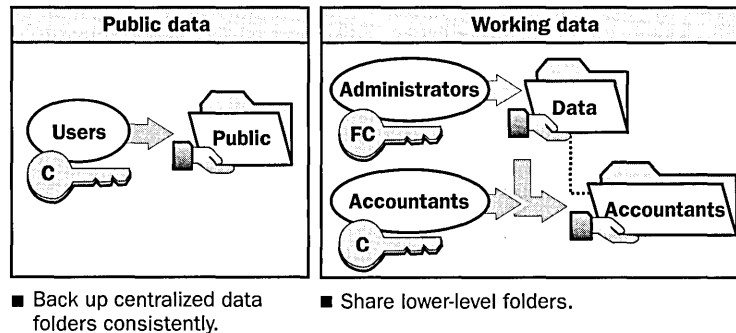 Public data
Users
C
Public
Working data
Administrators
FC
Data
Accountants
C
Accountants
■ Back up centralized data
folders consistently.
■ Share lower-level folders.